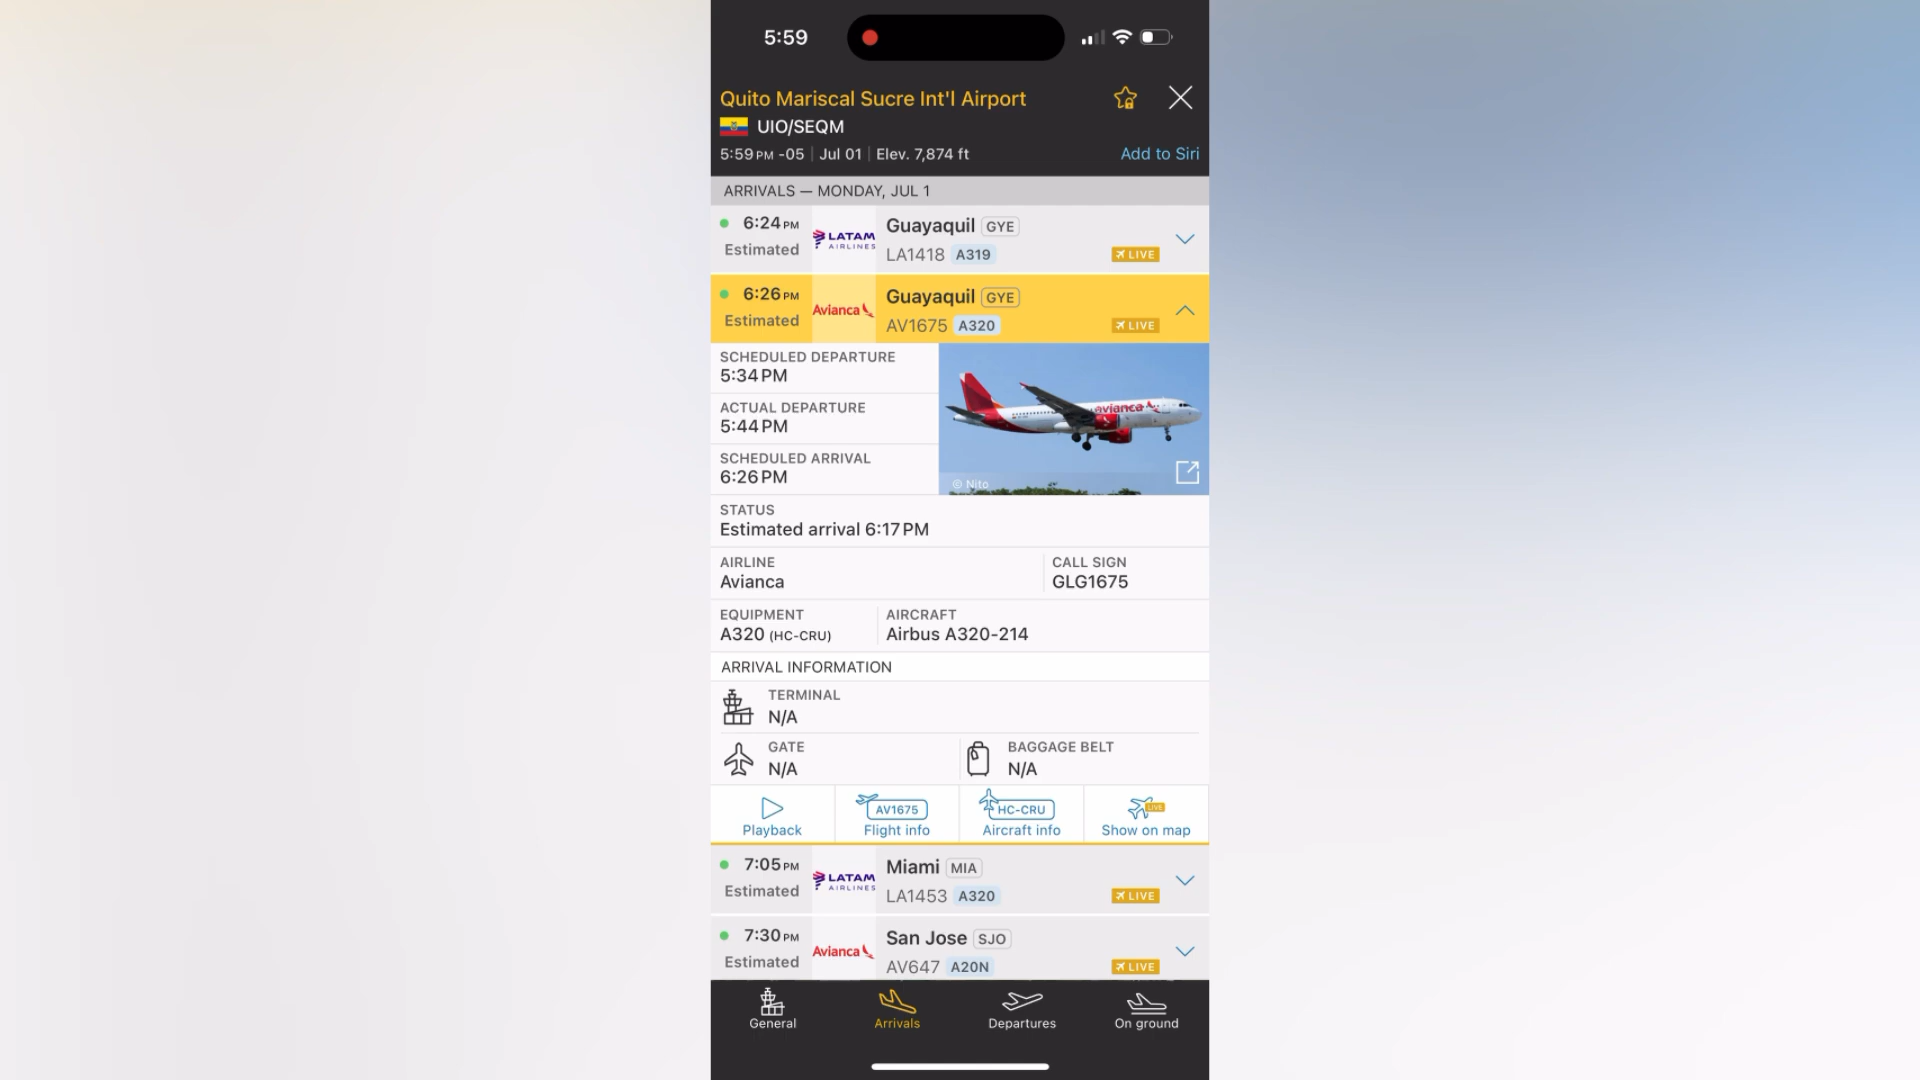 5:59
Quito Mariscal Sucre Int'l Airport
UIO/SEQM
5:59 PM -05 | Jul 01 | Elev. 7,874 ft
Add to Siri
ARRIVALS — MONDAY, JUL 1
6:24 PM
Estimated
LATAM
AIRLINES
Guayaquil GYE
LA1418 A319
LIVE
6:26 PM
Estimated
Avianca
Guayaquil GYE
AV1675 A320
LIVE
SCHEDULED DEPARTURE
5:34 PM
ACTUAL DEPARTURE
5:44 PM
SCHEDULED ARRIVAL
6:26 PM
avianca
© Nito
STATUS
Estimated arrival 6:17 PM
AIRLINE
Avianca
CALL SIGN
GLG1675
EQUIPMENT
A320 (HC-CRU)
AIRCRAFT
Airbus A320-214
ARRIVAL INFORMATION
TERMINAL
N/A
GATE
N/A
BAGGAGE BELT
N/A
Playback
AV1675
Flight info
HC-CRU
Aircraft info
LIVE
Show on map
7:05 PM
Estimated
LATAM
AIRLINES
Miami MIA
LA1453 A320
LIVE
7:30 PM
Estimated
Avianca
San Jose SJO
AV647 A20N
LIVE
General
Arrivals
Departures
On ground